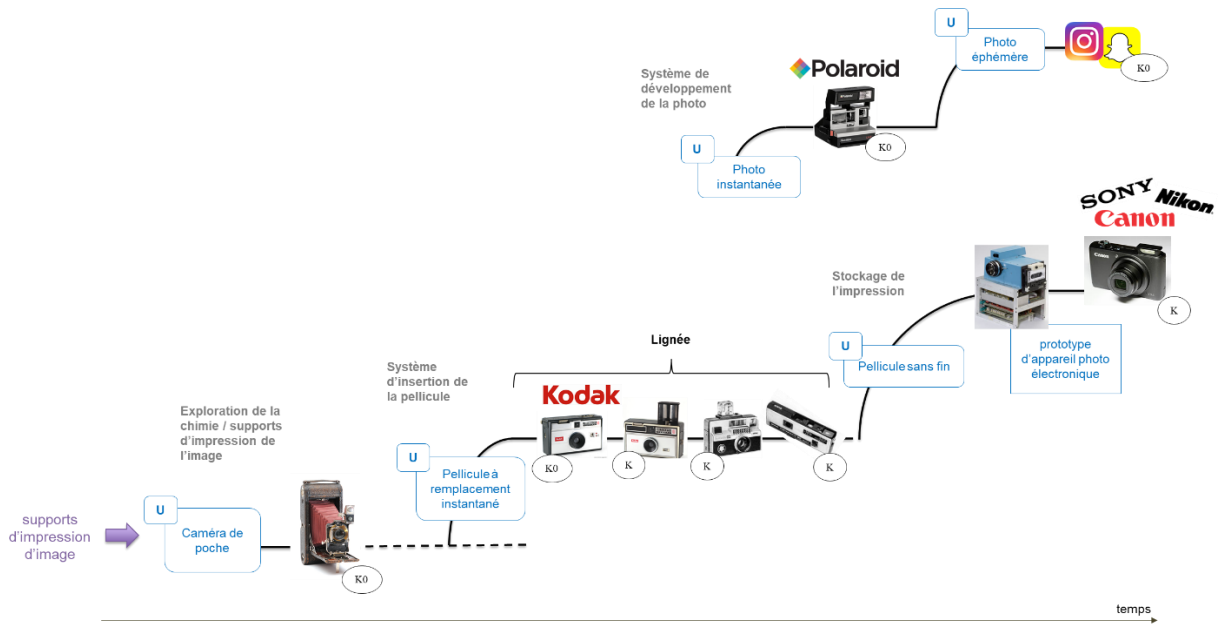 U
Photo
éphémère
K0
Système de
développement
de la photo
Polaroid
K0
U
Photo
instantanée
SONY
Nikon
Canon
K
Stockage de
l'impression
U
Pellicule sans fin
prototype
d'appareil photo
électronique
Lignée
Système
d'insertion de
la pellicule
Kodak
K0
K
K
K
U
Pellicule à
remplacement
instantané
Exploration de la
chimie / supports
d'impression de
l'image
U
Caméra de
poche
K0
supports
d'impression
d'image
temps